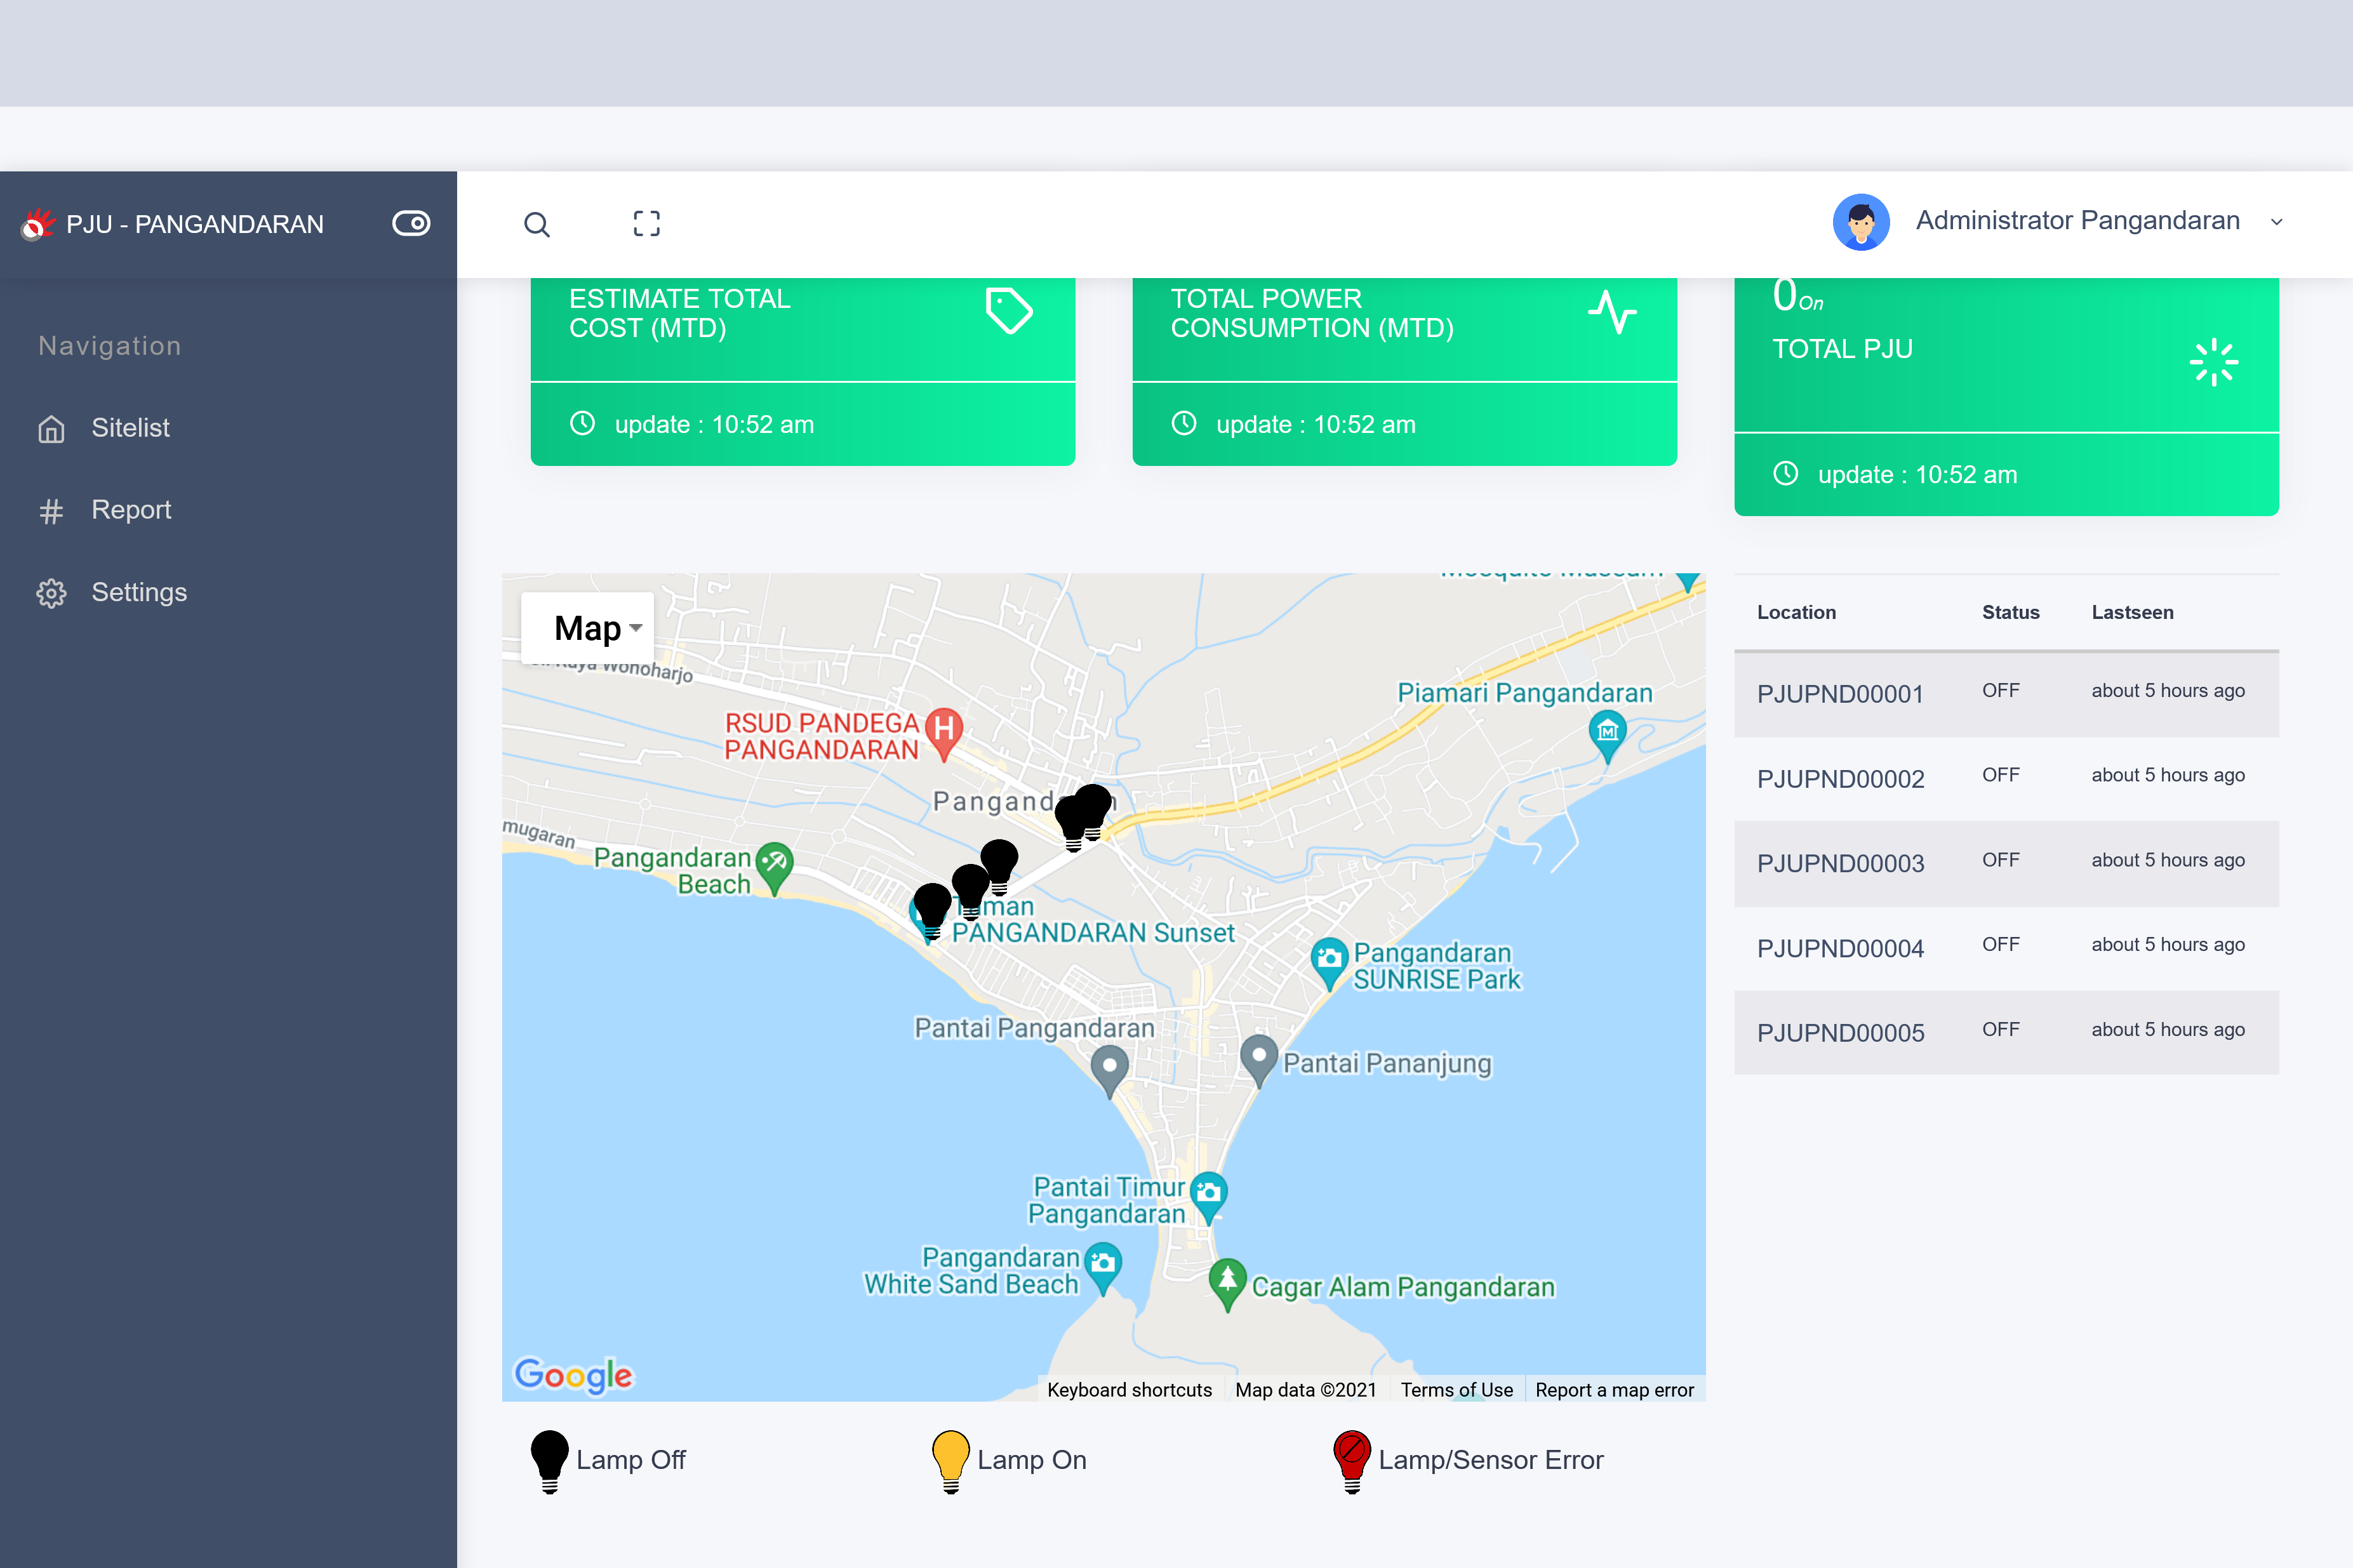 PJU - PANGANDARAN
Administrator Pangandaran
Navigation
Sitelist
Report
Settings
ESTIMATE TOTAL
COST (MTD)
update : 10:52 am
TOTAL POWER
CONSUMPTION (MTD)
update : 10:52 am
0 On
TOTAL PJU
update : 10:52 am
Map
Raya Wonoharjo
Mosquito Museum
Piamari Pangandaran
RSUD PANDEGA
PANGANDARAN
H
M
mugaran
Pangandaran
Beach
PANGANDARAN Sunset
Pangandaran
SUNRISE Park
Pantai Pangandaran
Pantai Pananjung
Pantai Timur
Pangandaran
Pangandaran
White Sand Beach
Cagar Alam Pangandaran
Google
Keyboard shortcuts
Map data ©2021
Terms of Use
Report a map error
Lamp Off
Lamp On
Lamp/Sensor Error
Location Status Lastseen
PJUPND00001 OFF about 5 hours ago
PJUPND00002 OFF about 5 hours ago
PJUPND00003 OFF about 5 hours ago
PJUPND00004 OFF about 5 hours ago
PJUPND00005 OFF about 5 hours ago